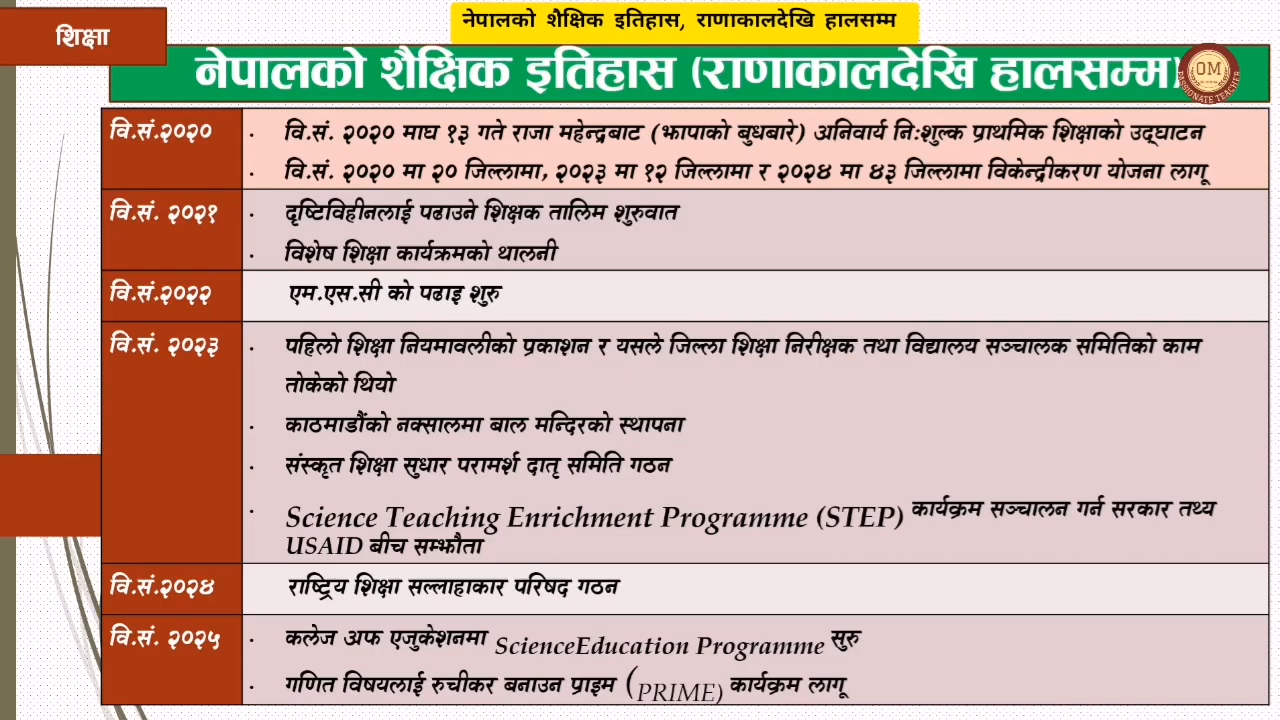 शिक्षा
नेपालको शैक्षिक इतिहास, राणाकालदेखि हालसम्म
नेपालको शैक्षिक इतिहास (राणाकालदेखि हालसम्म)
OM
PASSIONATE TEACHER
वि.सं.२०२०
· वि.सं. २०२० माघ १३ गते राजा महेन्द्रबाट (झापाको बुधबारे) अनिवार्य निःशुल्क प्राथमिक शिक्षाको उद्घाटन
· वि.सं. २०२० मा २० जिल्लामा, २०२३ मा १२ जिल्लामा र २०२४ मा ४३ जिल्लामा विकेन्द्रीकरण योजना लागू
वि.सं. २०२१
· दृष्टिविहीनलाई पढाउने शिक्षक तालिम शुरुवात
· विशेष शिक्षा कार्यक्रमको थालनी
वि.सं.२०२२
एम.एस.सी को पढाइ शुरु
वि.सं. २०२३
· पहिलो शिक्षा नियमावलीको प्रकाशन र यसले जिल्ला शिक्षा निरीक्षक तथा विद्यालय सञ्चालक समितिको काम
तोकेको थियो
· काठमाडौंको नक्सालमा बाल मन्दिरको स्थापना
· संस्कृत शिक्षा सुधार परामर्श दातृ समिति गठन
· Science Teaching Enrichment Programme (STEP) कार्यक्रम सञ्चालन गर्न सरकार तथ्य
USAID बीच सम्झौता
वि.सं.२०२४
राष्ट्रिय शिक्षा सल्लाहाकार परिषद गठन
वि.सं. २०२५
· कलेज अफ एजुकेशनमा ScienceEducation Programme सुरु
· गणित विषयलाई रुचीकर बनाउन प्राइम (PRIME) कार्यक्रम लागू